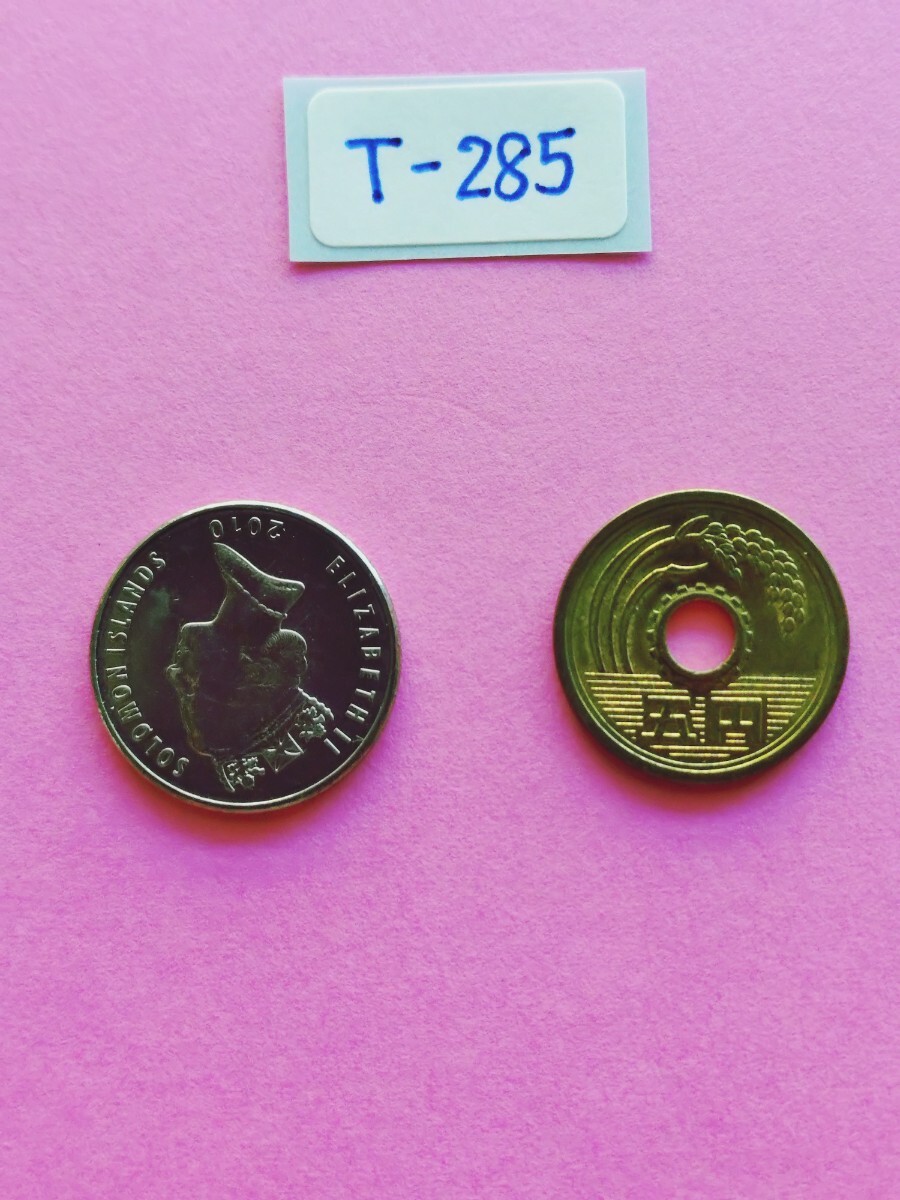 T-285
ELIZABETH II
SOLOMON ISLANDS
2010
五円